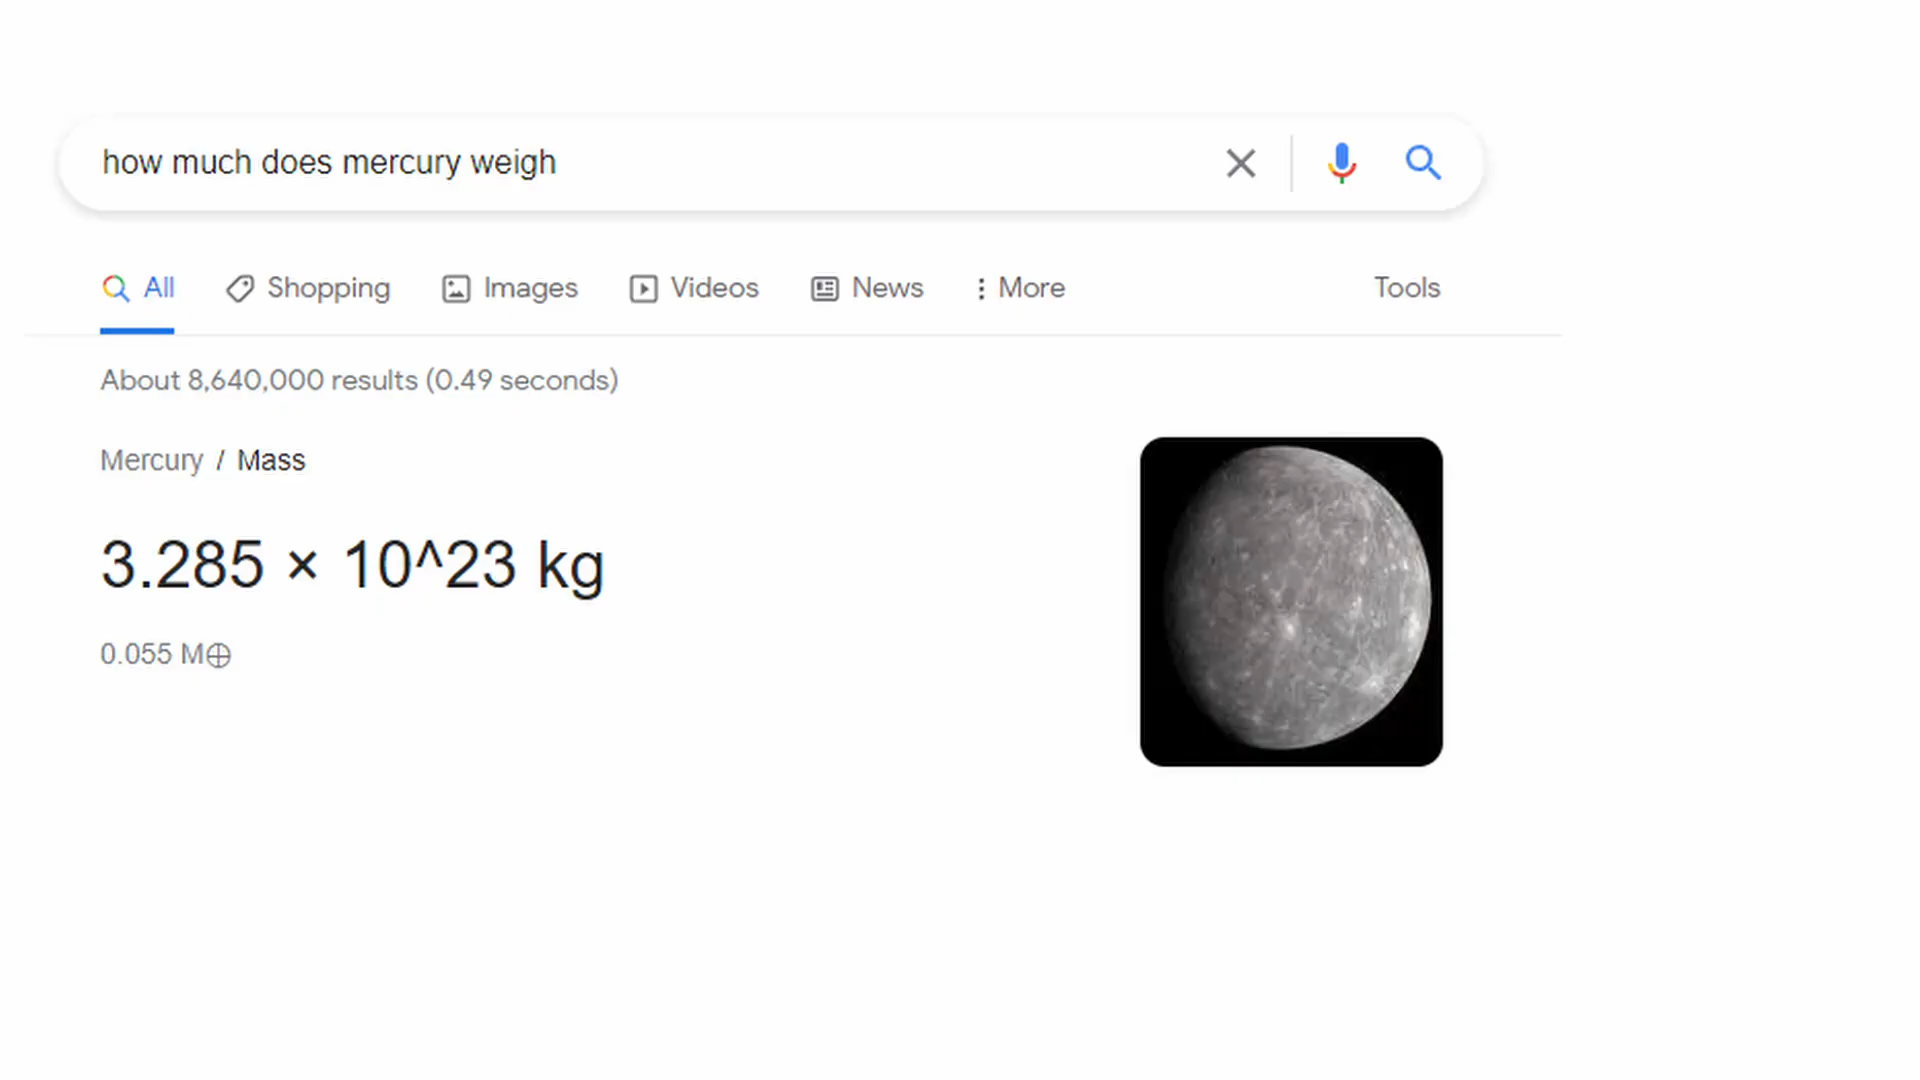 how much does mercury weigh
All Shopping Images Videos News More Tools
About 8,640,000 results (0.49 seconds)
Mercury / Mass
3.285 × 10^23 kg
0.055 M⊕